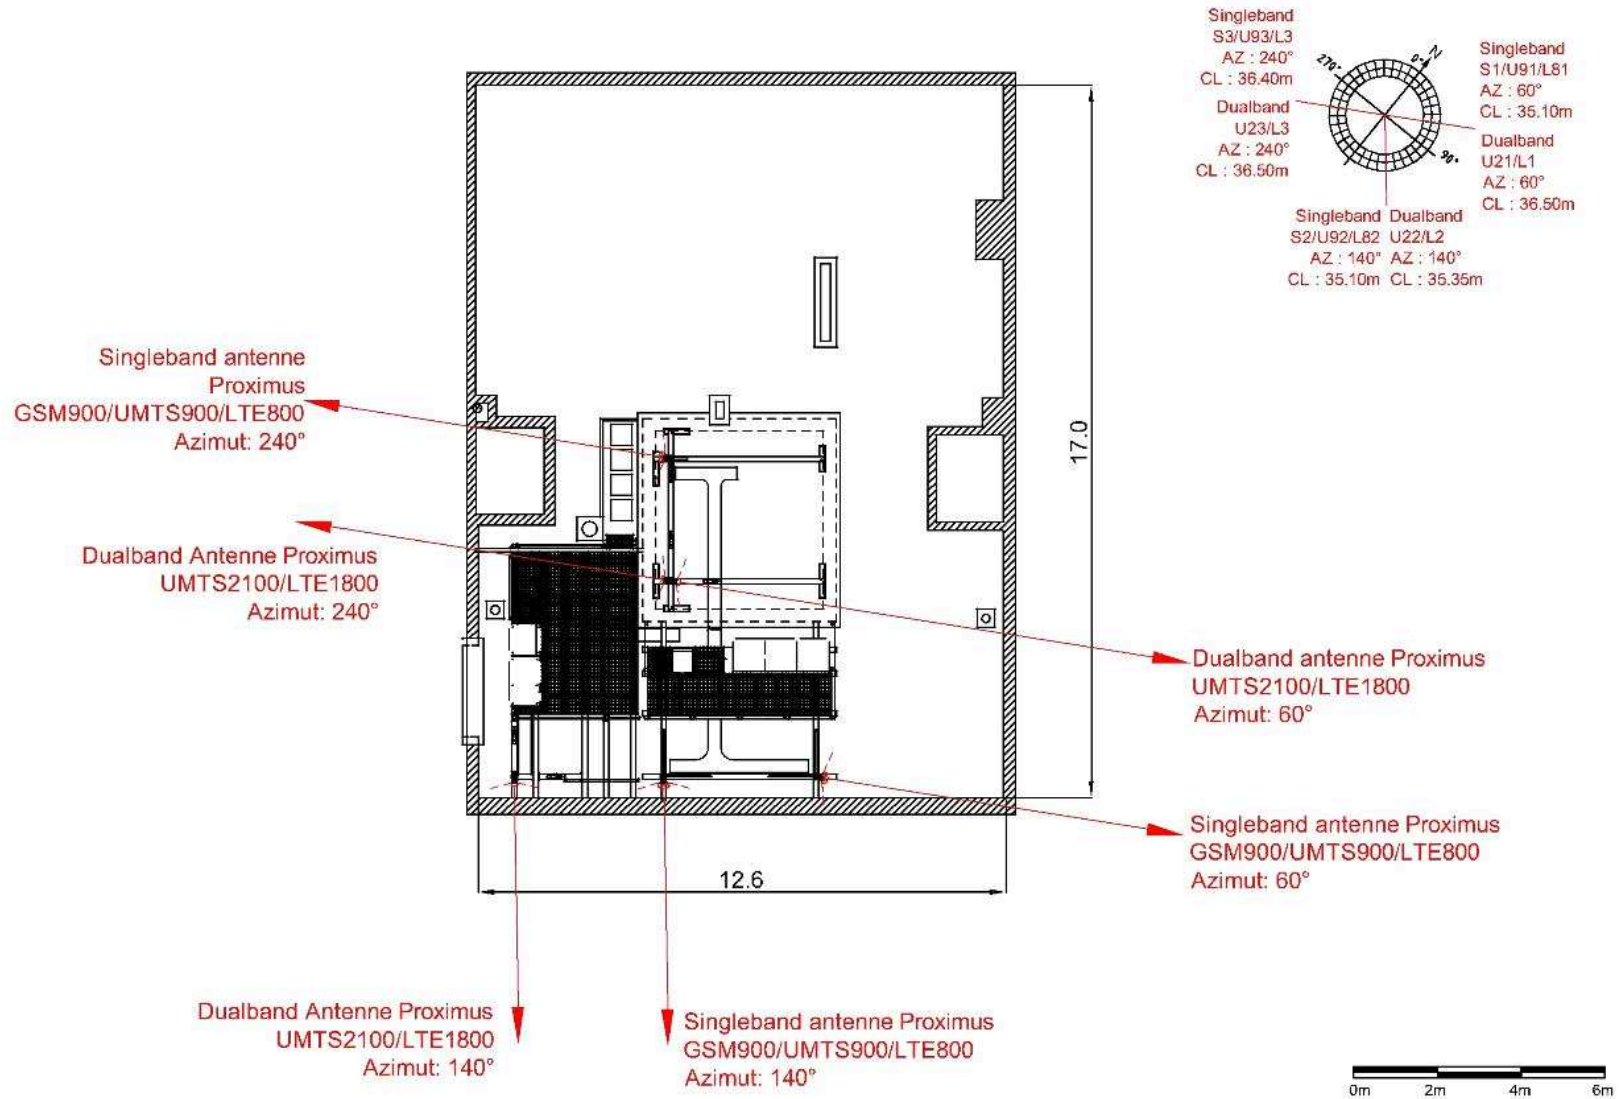 Singleband
S3/U93/L3
AZ : 240°
CL : 36.40m
Dualband
U23/L3
AZ : 240°
CL : 36.50m
270°
0°
N
90°
Singleband
S1/U91/L81
AZ : 60°
CL : 35.10m
Dualband
U21/L1
AZ : 60°
CL : 36.50m
Singleband
S2/U92/L82
AZ : 140°
CL : 35.10m
Dualband
U22/L2
AZ : 140°
CL : 35.35m
Singleband antenne
Proximus
GSM900/UMTS900/LTE800
Azimut: 240°
Dualband Antenne Proximus
UMTS2100/LTE1800
Azimut: 240°
17.0
Dualband antenne Proximus
UMTS2100/LTE1800
Azimut: 60°
Singleband antenne Proximus
GSM900/UMTS900/LTE800
Azimut: 60°
12.6
Dualband Antenne Proximus
UMTS2100/LTE1800
Azimut: 140°
Singleband antenne Proximus
GSM900/UMTS900/LTE800
Azimut: 140°
0m 2m 4m 6m